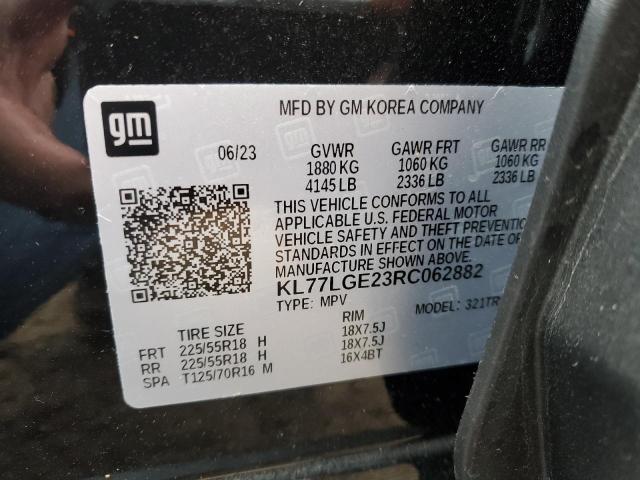 gm
MFD BY GM KOREA COMPANY
06/23 GVWR GAWR FRT GAWR RR
1880 KG 1060 KG 1060 KG
4145 LB 2336 LB 2336 LB
THIS VEHICLE CONFORMS TO ALL
APPLICABLE U.S. FEDERAL MOTOR
VEHICLE SAFETY AND THEFT PREVENTIO
STANDARDS IN EFFECT ON THE DATE OF
MANUFACTURE SHOWN ABOVE.
KL77LGE23RC062882
TYPE: MPV MODEL: 321TR
TIRE SIZE RIM
FRT 225/55R18 H 18X7.5J
RR 225/55R18 H 18X7.5J
SPA T125/70R16 M 16X4BT